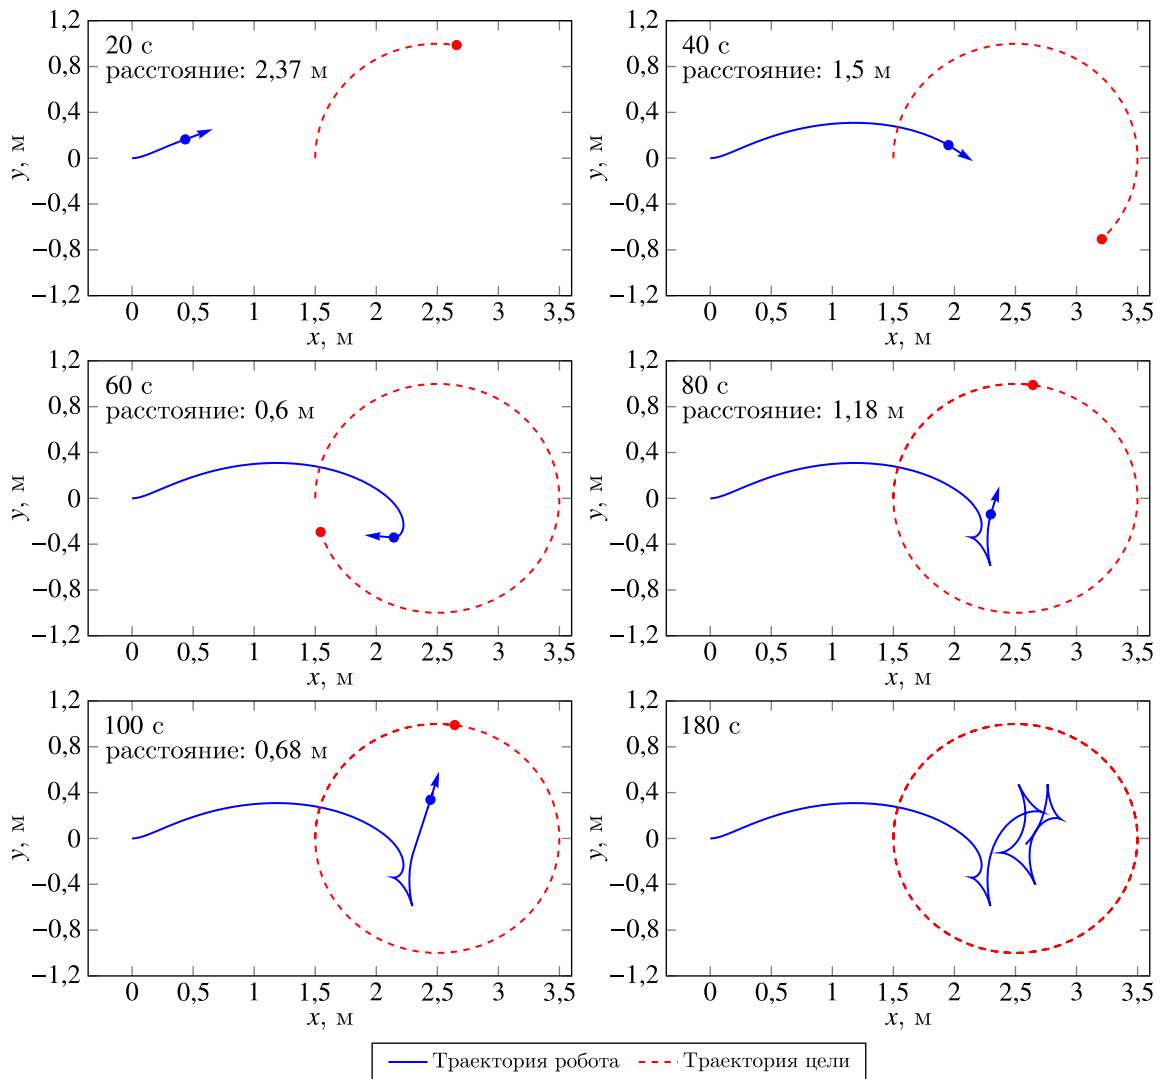 1,2
0,8
0,4
0
−0,4
−0,8
−1,2
y, м
20 с
расстояние: 2,37 м
0 0,5 1 1,5 2 2,5 3 3,5
x, м
1,2
0,8
0,4
0
−0,4
−0,8
−1,2
y, м
40 с
расстояние: 1,5 м
0 0,5 1 1,5 2 2,5 3 3,5
x, м
1,2
0,8
0,4
0
−0,4
−0,8
−1,2
y, м
60 с
расстояние: 0,6 м
0 0,5 1 1,5 2 2,5 3 3,5
x, м
1,2
0,8
0,4
0
−0,4
−0,8
−1,2
y, м
80 с
расстояние: 1,18 м
0 0,5 1 1,5 2 2,5 3 3,5
x, м
1,2
0,8
0,4
0
−0,4
−0,8
−1,2
y, м
100 с
расстояние: 0,68 м
0 0,5 1 1,5 2 2,5 3 3,5
x, м
1,2
0,8
0,4
0
−0,4
−0,8
−1,2
y, м
180 с
0 0,5 1 1,5 2 2,5 3 3,5
x, м
Траектория робота Траектория цели